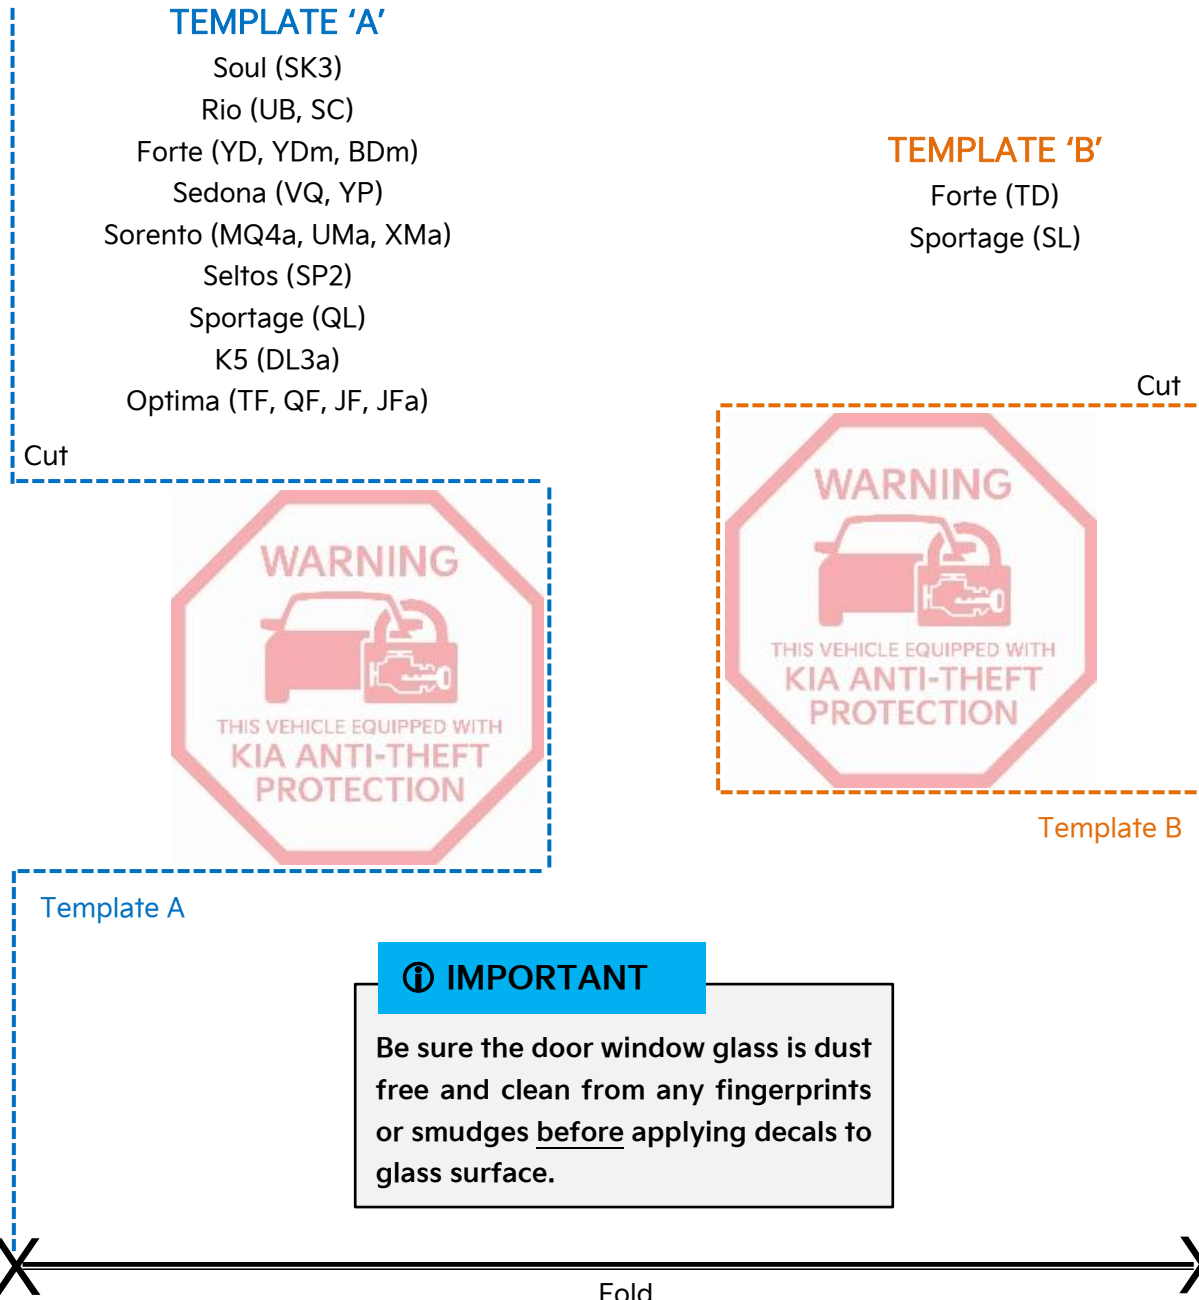 TEMPLATE ‘A’
Soul (SK3)
Rio (UB, SC)
Forte (YD, YDm, BDm)
Sedona (VQ, YP)
Sorento (MQ4a, UMa, XMa)
Seltos (SP2)
Sportage (QL)
K5 (DL3a)
Optima (TF, QF, JF, JFa)
Cut
WARNING
THIS VEHICLE EQUIPPED WITH
KIA ANTI-THEFT
PROTECTION
Template A
TEMPLATE ‘B’
Forte (TD)
Sportage (SL)
Cut
WARNING
THIS VEHICLE EQUIPPED WITH
KIA ANTI-THEFT
PROTECTION
Template B
IMPORTANT
Be sure the door window glass is dust
free and clean from any fingerprints
or smudges before applying decals to
glass surface.
X
X
Fold